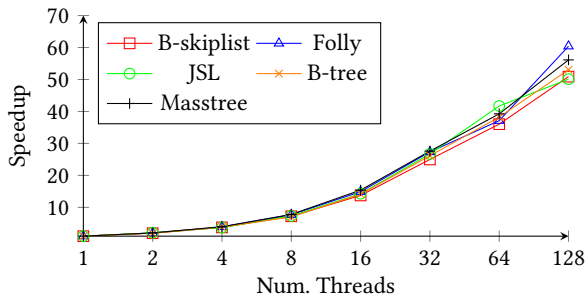 70
60
50
40
30
20
10
Speedup
B-skiplist Folly
JSL B-tree
Masstree
1 2 4 8 16 32 64 128
Num. Threads